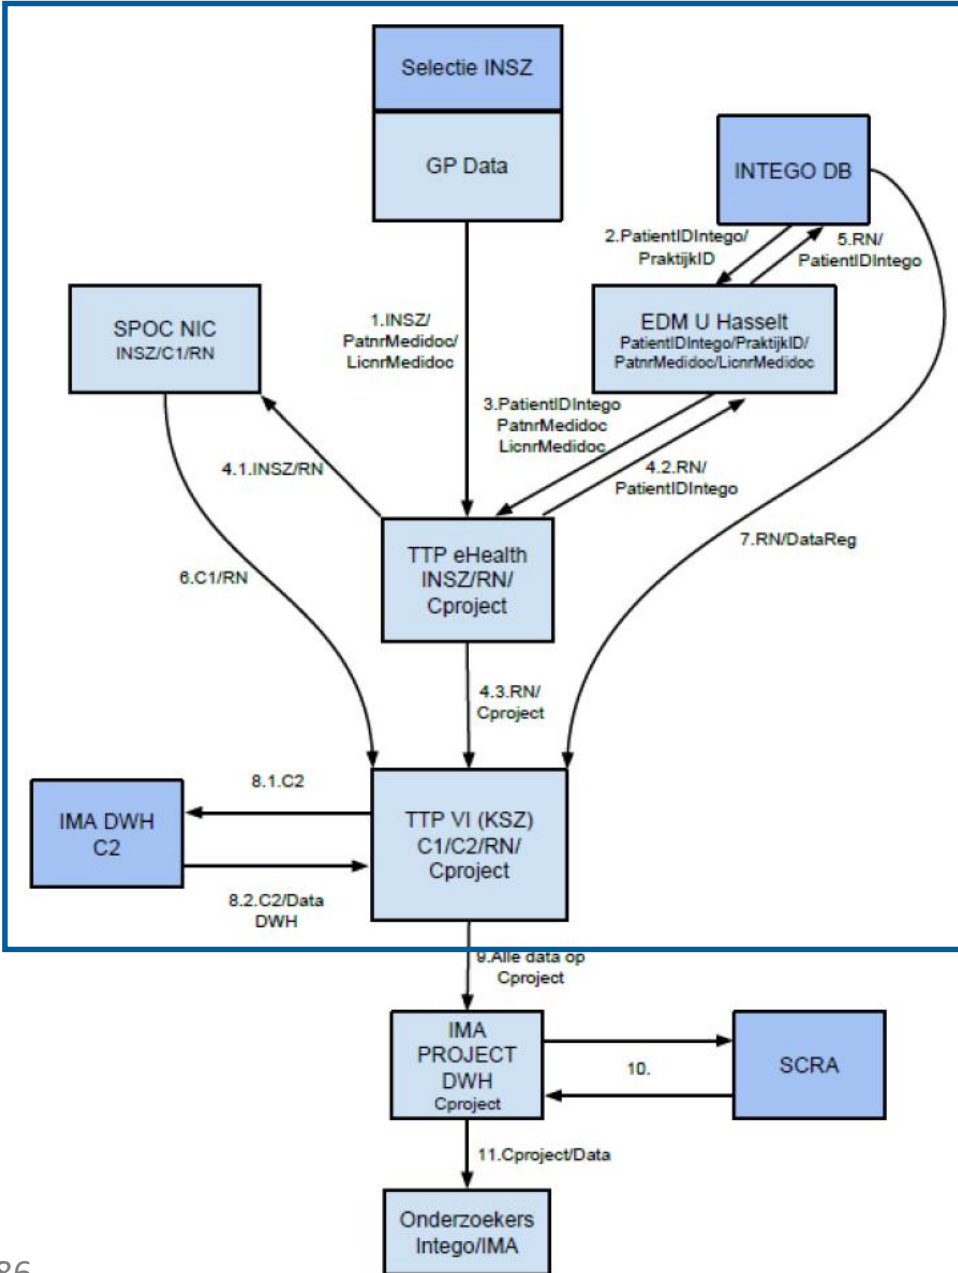 Selectie INSZ
GP Data
INTEGO DB
2.PatientIDIntego/
PraktijkID
5.RN/
PatientIDIntego
SPOC NIC
INSZ/C1/RN
1.INSZ/
PatnrMedidoc/
LicnrMedidoc
EDM U Hasselt
PatientIDIntego/PraktijkID/
PatnrMedidoc/LicnrMedidoc
3.PatientIDIntego
PatnrMedidoc
LicnrMedidoc
4.1.INSZ/RN
4.2.RN/
PatientIDIntego
7.RN/DataReg
TTP eHealth
INSZ/RN/
Cproject
6.C1/RN
4.3.RN/
Cproject
8.1.C2
IMA DWH
C2
TTP VI (KSZ)
C1/C2/RN/
Cproject
8.2.C2/Data
DWH
9.Alle data op
Cproject
IMA
PROJECT
DWH
Cproject
10.
SCRA
11.Cproject/Data
Onderzoekers
Intego/IMA
86